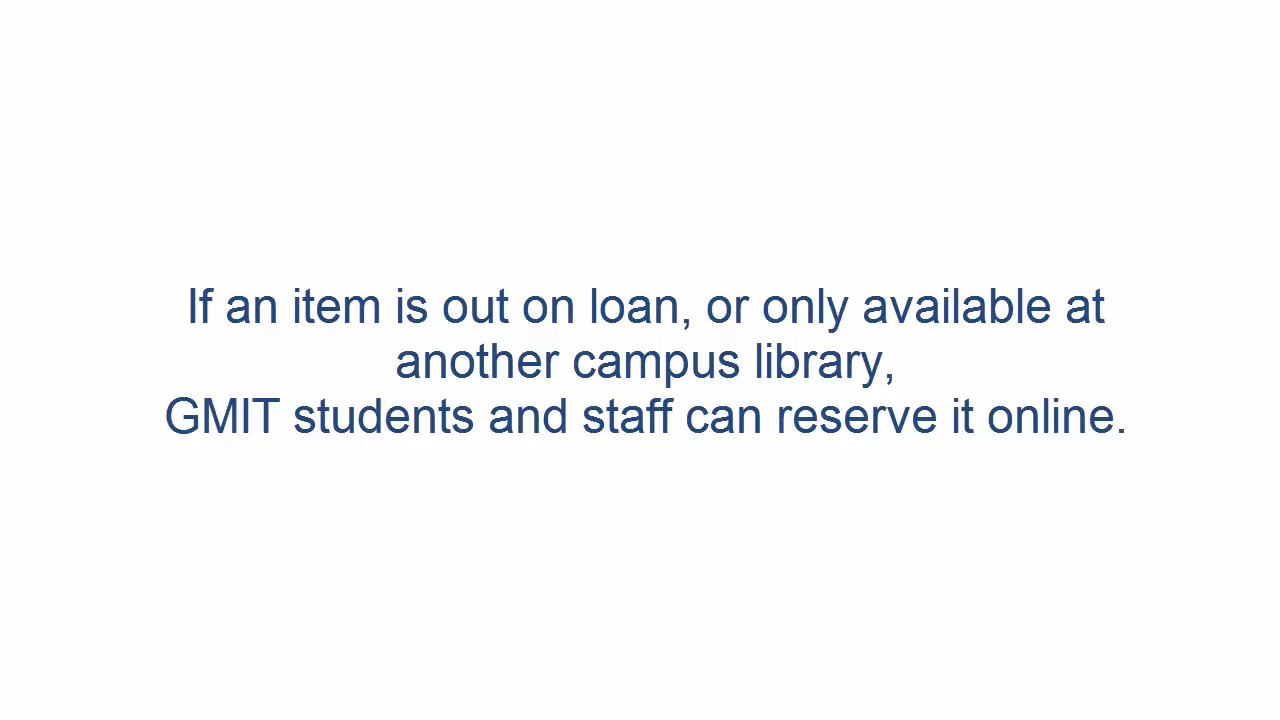 If an item is out on loan, or only available at
another campus library,
GMIT students and staff can reserve it online.